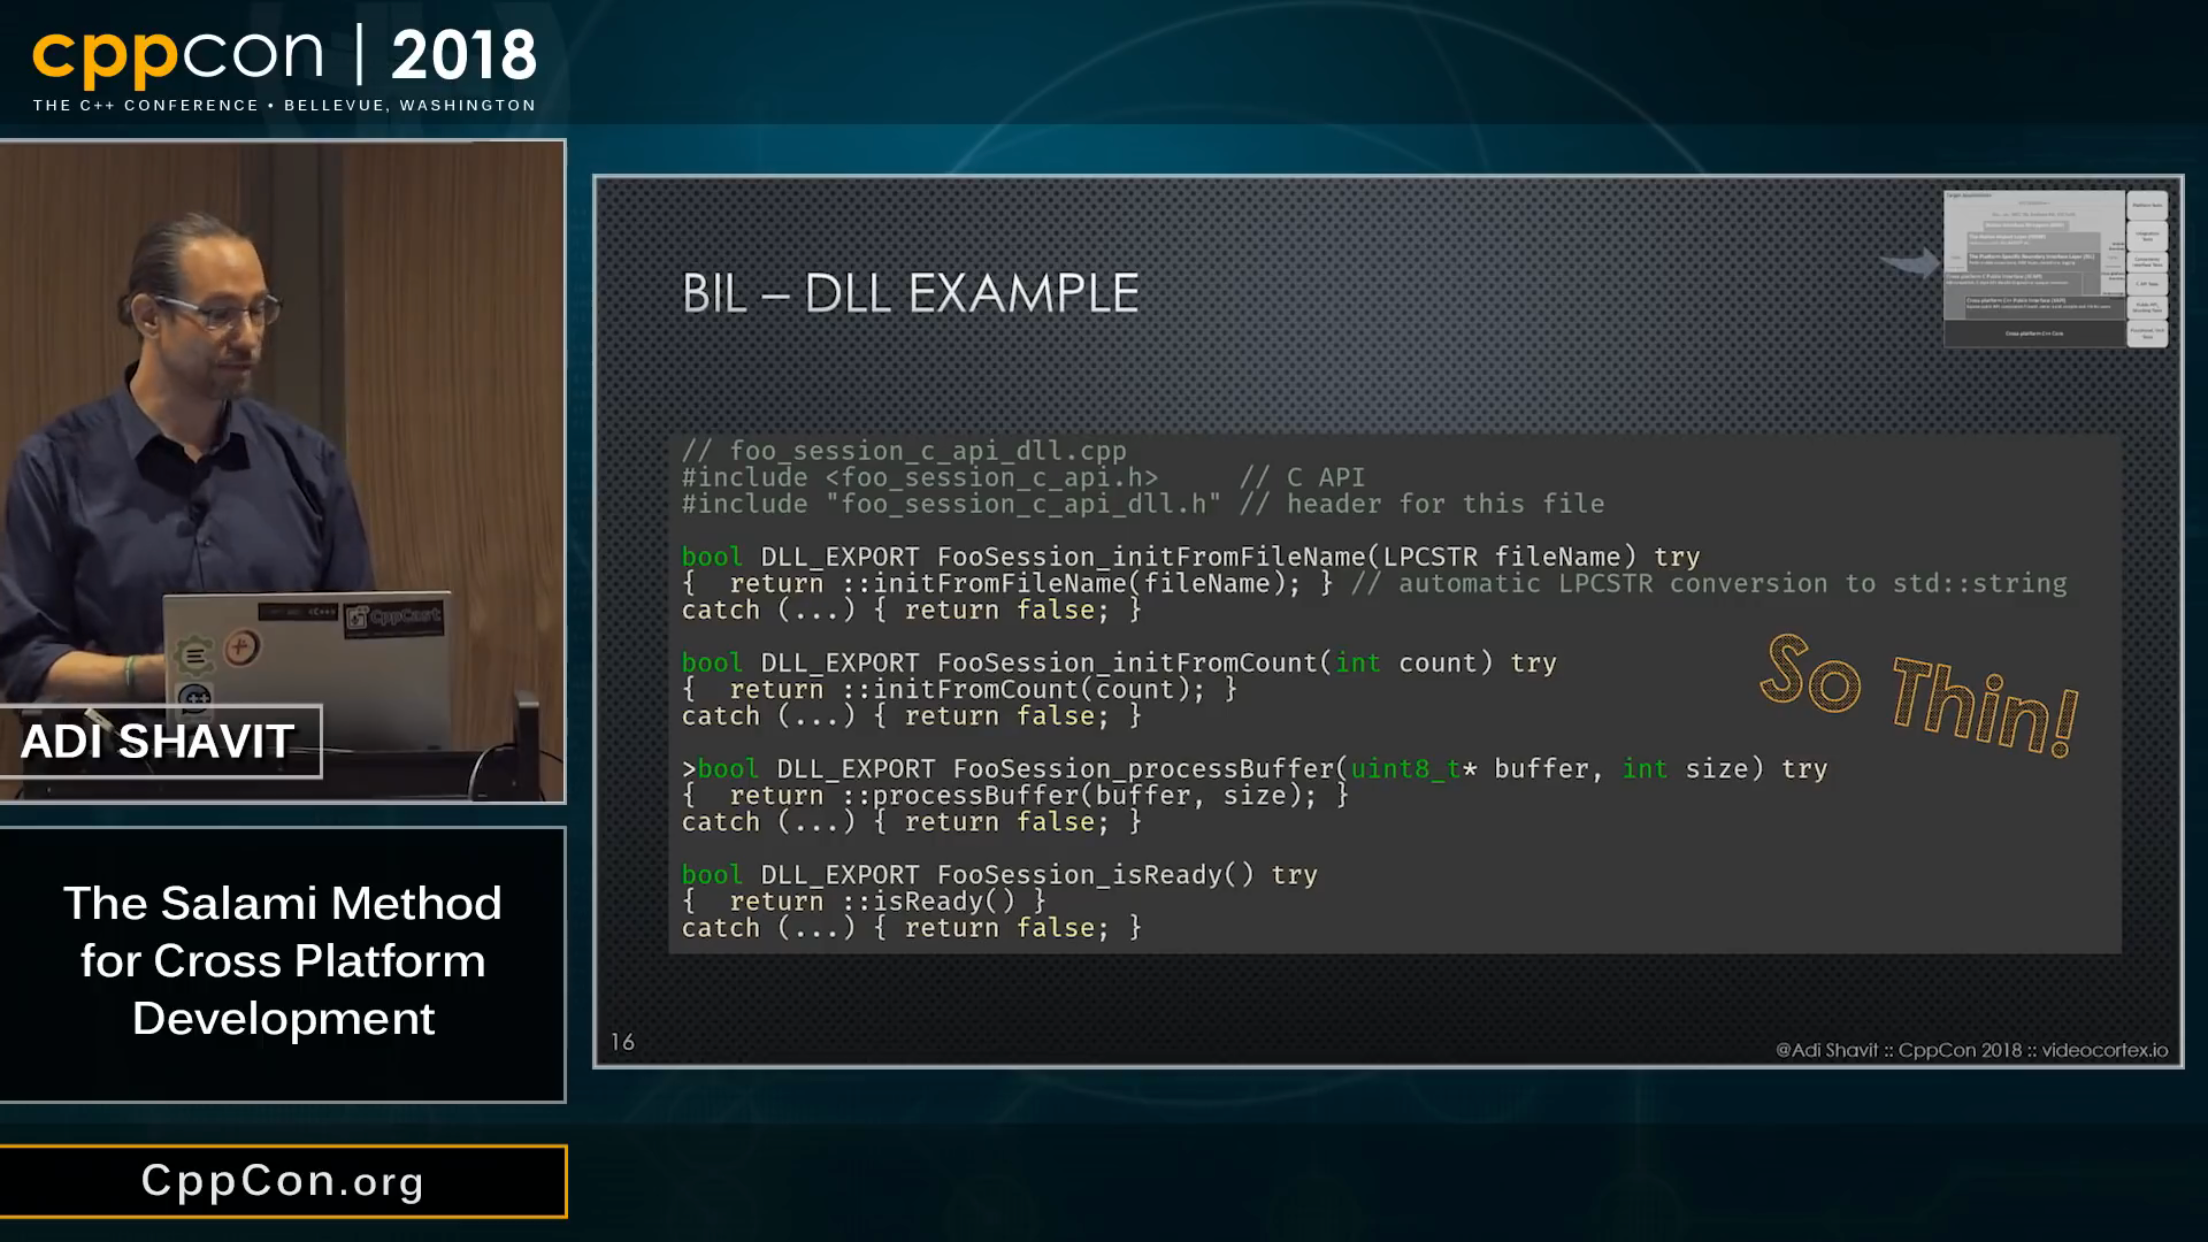 cppcon | 2018
THE C++ CONFERENCE • BELLEVUE, WASHINGTON
CppCast
ADI SHAVIT
The Salami Method
for Cross Platform
Development
CppCon.org
BIL – DLL EXAMPLE
// foo_session_c_api_dll.cpp
#include <foo_session_c_api.h>     // C API
#include "foo_session_c_api_dll.h" // header for this file
bool DLL_EXPORT FooSession_initFromFileName(LPCSTR fileName) try
{  return ::initFromFileName(fileName); } // automatic LPCSTR conversion to std::string
catch (...) { return false; }
bool DLL_EXPORT FooSession_initFromCount(int count) try
{  return ::initFromCount(count); }
catch (...) { return false; }
>bool DLL_EXPORT FooSession_processBuffer(uint8_t* buffer, int size) try
{  return ::processBuffer(buffer, size); }
catch (...) { return false; }
bool DLL_EXPORT FooSession_isReady() try
{  return ::isReady() }
catch (...) { return false; }
So Thin!
16
@Adi Shavit :: CppCon 2018 :: videocortex.io